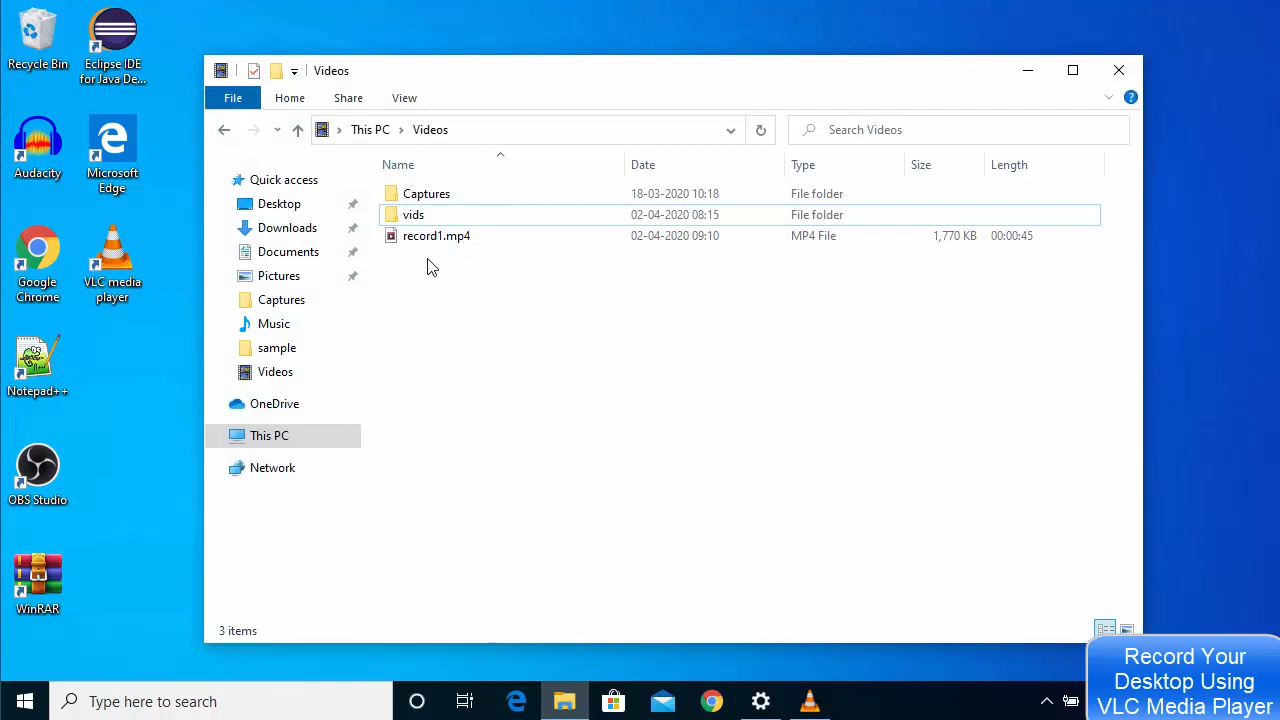 Recycle Bin
Eclipse IDE
for Java De...
Audacity
Microsoft
Edge
Google
Chrome
VLC media
player
Notepad++
OBS Studio
WinRAR
Videos
File
Home
Share
View
This PC
Videos
Search Videos
Name
Date
Type
Size
Length
Captures
18-03-2020 10:18
File folder
vids
02-04-2020 08:15
File folder
record1.mp4
02-04-2020 09:10
MP4 File
1,770 KB
00:00:45
Quick access
Desktop
Downloads
Documents
Pictures
Captures
Music
sample
Videos
OneDrive
This PC
Network
3 items
Type here to search
Record Your
Desktop Using
VLC Media Player